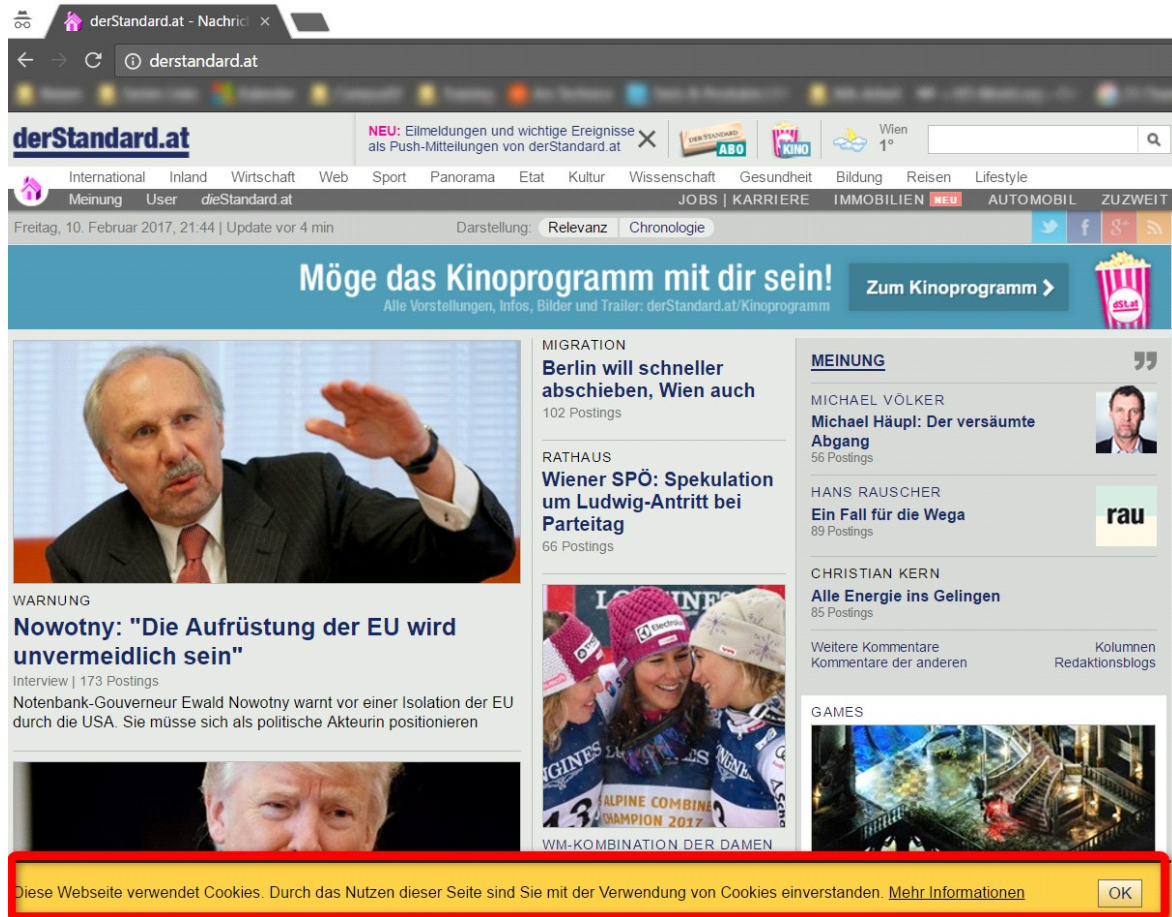 derStandard.at - Nachric
derstandard.at
derStandard.at
NEU: Eilmeldungen und wichtige Ereignisse
als Push-Mitteilungen von derStandard.at
DER STANDARD
ABO
KINO
Wien
1°
International Inland Wirtschaft Web Sport Panorama Etat Kultur Wissenschaft Gesundheit Bildung Reisen Lifestyle
Meinung User dieStandard.at JOBS | KARRIERE IMMOBILIEN NEU AUTOMOBIL ZUZWEIT
Freitag, 10. Februar 2017, 21:44 | Update vor 4 min Darstellung: Relevanz Chronologie
Möge das Kinoprogramm mit dir sein!
Alle Vorstellungen, Infos, Bilder und Trailer: derStandard.at/Kinoprogramm
Zum Kinoprogramm
dSt.at
WARNUNG
Nowotny: "Die Aufrüstung der EU wird
unvermeidlich sein"
Interview | 173 Postings
Notenbank-Gouverneur Ewald Nowotny warnt vor einer Isolation der EU
durch die USA. Sie müsse sich als politische Akteurin positionieren
MIGRATION
Berlin will schneller
abschieben, Wien auch
102 Postings
RATHAUS
Wiener SPÖ: Spekulation
um Ludwig-Antritt bei
Parteitag
66 Postings
Electrolux
ALPINE COMBINE
CHAMPION 2017
WM-KOMBINATION DER DAMEN
MEINUNG
MICHAEL VÖLKER
Michael Häupl: Der versäumte
Abgang
56 Postings
HANS RAUSCHER
Ein Fall für die Wega
89 Postings
rau
CHRISTIAN KERN
Alle Energie ins Gelingen
85 Postings
Weitere Kommentare Kolumnen
Kommentare der anderen Redaktionsblogs
GAMES
Diese Webseite verwendet Cookies. Durch das Nutzen dieser Seite sind Sie mit der Verwendung von Cookies einverstanden. Mehr Informationen OK